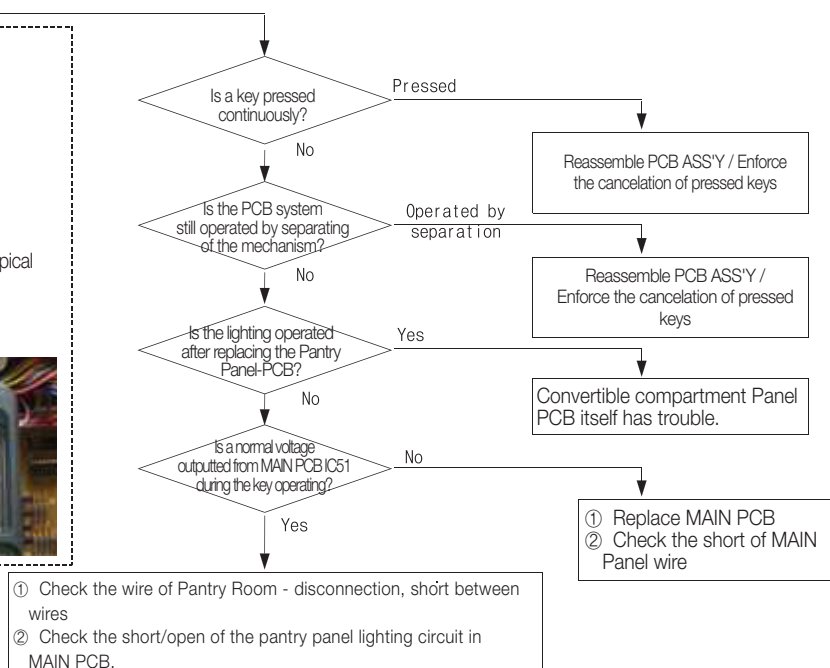 Is a key pressed
continuously?
Pressed
No
Reassemble PCB ASS'Y / Enforce
the cancelation of pressed keys
Is the PCB system
still operated by separating
of the mechanism?
Operated by
separation
No
pical
Reassemble PCB ASS'Y /
Enforce the cancelation of pressed
keys
Is the lighting operated
after replacing the Pantry
Panel-PCB?
Yes
No
Convertible compartment Panel
PCB itself has trouble.
Is a normal voltage
outputted from MAIN PCB IC51
during the key operating?
No
Yes
① Replace MAIN PCB
② Check the short of MAIN
Panel wire
① Check the wire of Pantry Room - disconnection, short between
wires
② Check the short/open of the pantry panel lighting circuit in
MAIN PCB.